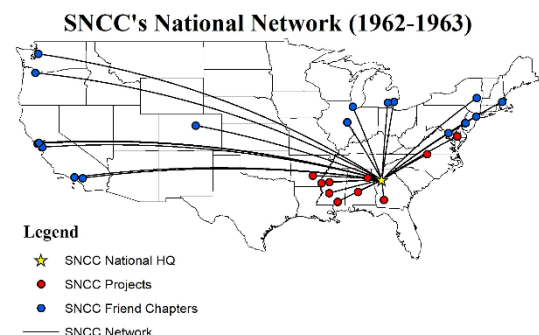 SNCC's National Network (1962-1963)
Legend
SNCC National HQ
SNCC Projects
SNCC Friend Chapters
SNCC Network